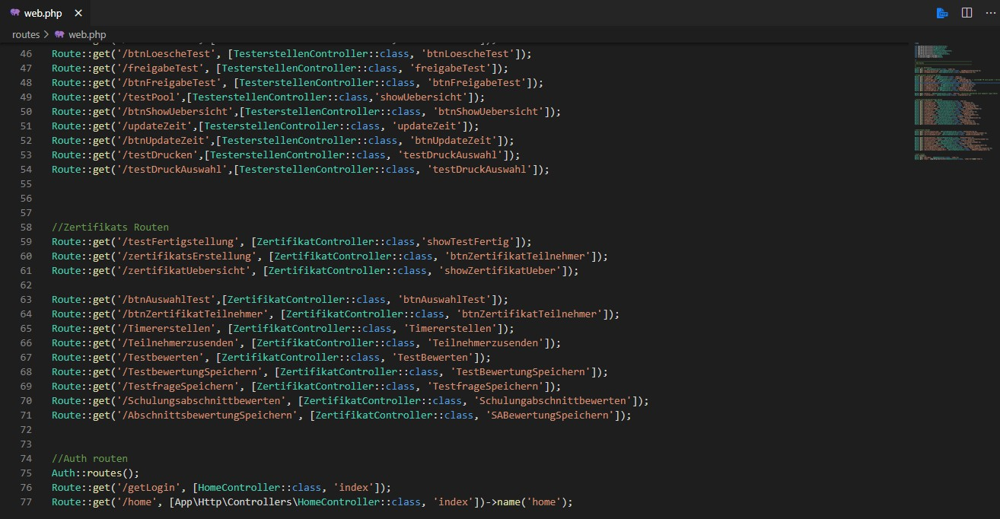 web.php
routes > web.php
46 Route::get('/btnLoescheTest', [TesterstellenController::class, 'btnLoescheTest']);
47 Route::get('/freigabeTest', [TesterstellenController::class, 'freigabeTest']);
48 Route::get('/btnFreigabeTest', [TesterstellenController::class, 'btnFreigabeTest']);
49 Route::get('/testPool',[TesterstellenController::class,'showUebersicht']);
50 Route::get('/btnShowUebersicht',[TesterstellenController::class, 'btnShowUebersicht']);
51 Route::get('/updateZeit',[TesterstellenController::class, 'updateZeit']);
52 Route::get('/btnUpdateZeit',[TesterstellenController::class, 'btnUpdateZeit']);
53 Route::get('/testDrucken',[TesterstellenController::class, 'testDruckAuswahl']);
54 Route::get('/testDruckAuswahl',[TesterstellenController::class, 'testDruckAuswahl']);
55
56
57
58 //Zertifikats Routen
59 Route::get('/testFertigstellung', [ZertifikatController::class,'showTestFertig']);
60 Route::get('/zertifikatsErstellung', [ZertifikatController::class, 'btnZertifikatTeilnehmer']);
61 Route::get('/zertifikatUebersicht', [ZertifikatController::class, 'showZertifikatUeber']);
62
63 Route::get('/btnAuswahlTest',[ZertifikatController::class, 'btnAuswahlTest']);
64 Route::get('/btnZertifikatTeilnehmer', [ZertifikatController::class, 'btnZertifikatTeilnehmer']);
65 Route::get('/Timererstellen', [ZertifikatController::class, 'Timererstellen']);
66 Route::get('/Teilnehmerzusenden', [ZertifikatController::class, 'Teilnehmerzusenden']);
67 Route::get('/Testbewerten', [ZertifikatController::class, 'TestBewerten']);
68 Route::get('/TestbewertungSpeichern', [ZertifikatController::class, 'TestBewertungSpeichern']);
69 Route::get('/TestfrageSpeichern', [ZertifikatController::class, 'TestfrageSpeichern']);
70 Route::get('/Schulungsabschnittbewerten', [ZertifikatController::class, 'Schulungabschnittbewerten']);
71 Route::get('/AbschnittsbewertungSpeichern', [ZertifikatController::class, 'SABewertungSpeichern']);
72
73
74 //Auth routen
75 Auth::routes();
76 Route::get('/getLogin', [HomeController::class, 'index']);
77 Route::get('/home', [App\Http\Controllers\HomeController::class, 'index'])->name('home');